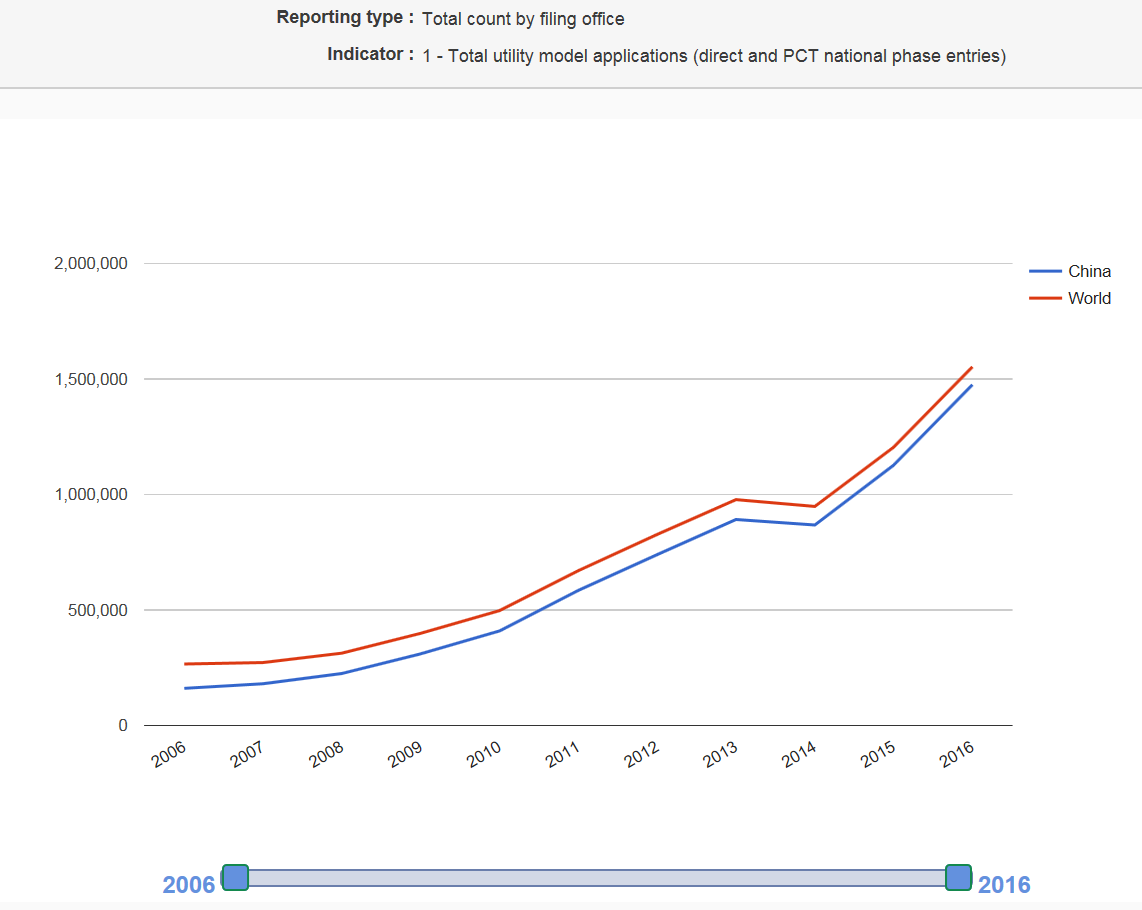 Reporting type : Total count by filing office
Indicator : 1 - Total utility model applications (direct and PCT national phase entries)
2,000,000
1,500,000
1,000,000
500,000
0
China
World
2006 2007 2008 2009 2010 2011 2012 2013 2014 2015 2016
2006 2016